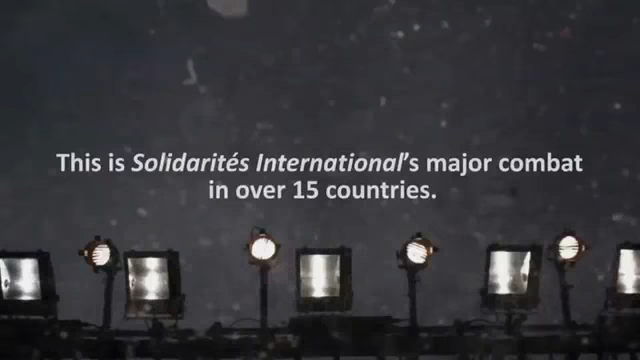 This is Solidarités International's major combat
in over 15 countries.